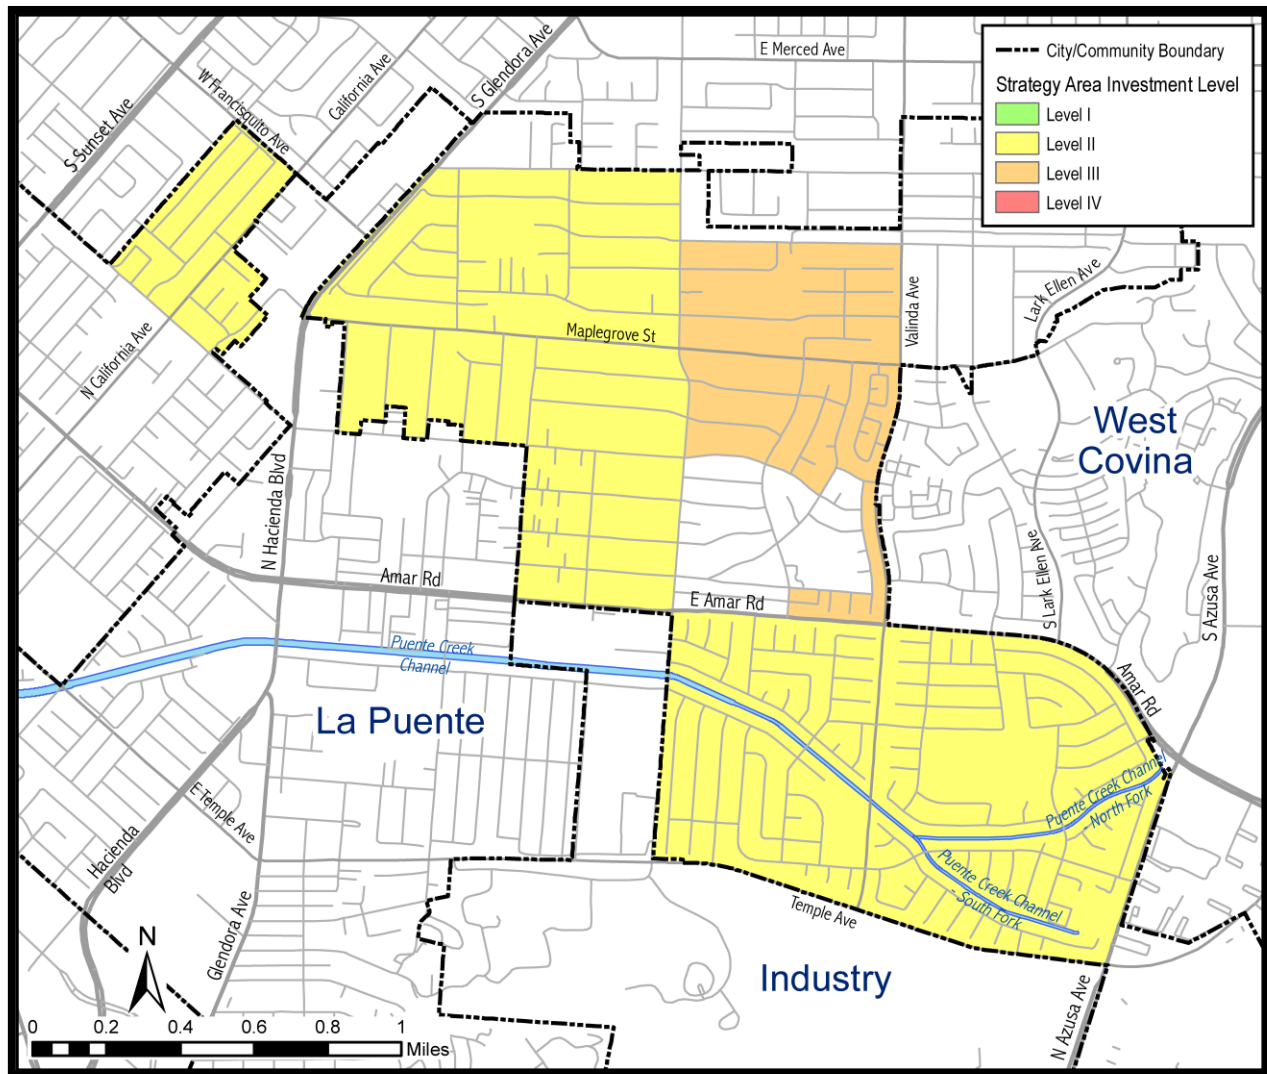 E Merced Ave
City/Community Boundary
Strategy Area Investment Level
Level I
Level II
Level III
Level IV
S Sunset Ave
W Francisquito Ave
California Ave
S Glendora Ave
Maplegrove St
Valinda Ave
Lark Ellen Ave
N California Ave
West
Covina
N Hacienda Blvd
Amar Rd
E Amar Rd
S Lark Ellen Ave
S Azusa Ave
Puente Creek
Channel
La Puente
Amar Rd
Puente Creek Channel
- North Fork
E Temple Ave
Hacienda
Blvd
Puente Creek Channel
- South Fork
Temple Ave
Glendora Ave
Industry
N Azusa Ave
N
0 0.2 0.4 0.6 0.8 1
Miles